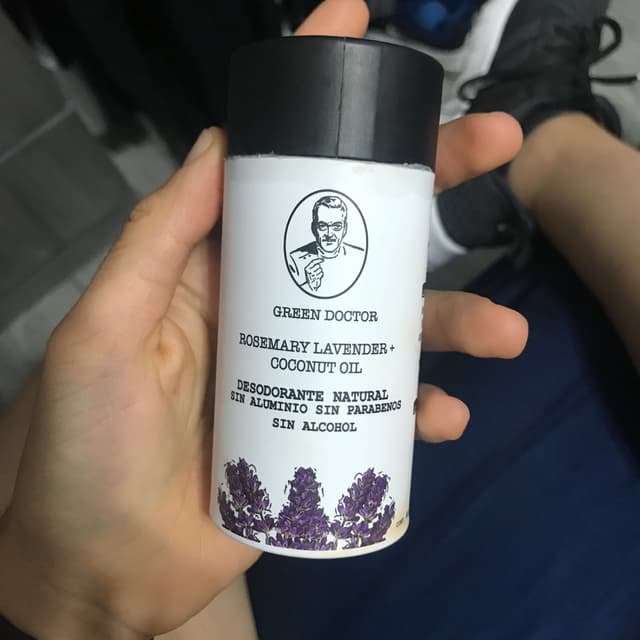 GREEN DOCTOR
ROSEMARY LAVENDER +
COCONUT OIL
DESODORANTE NATURAL
SIN ALUMINIO SIN PARABENOS
SIN ALCOHOL